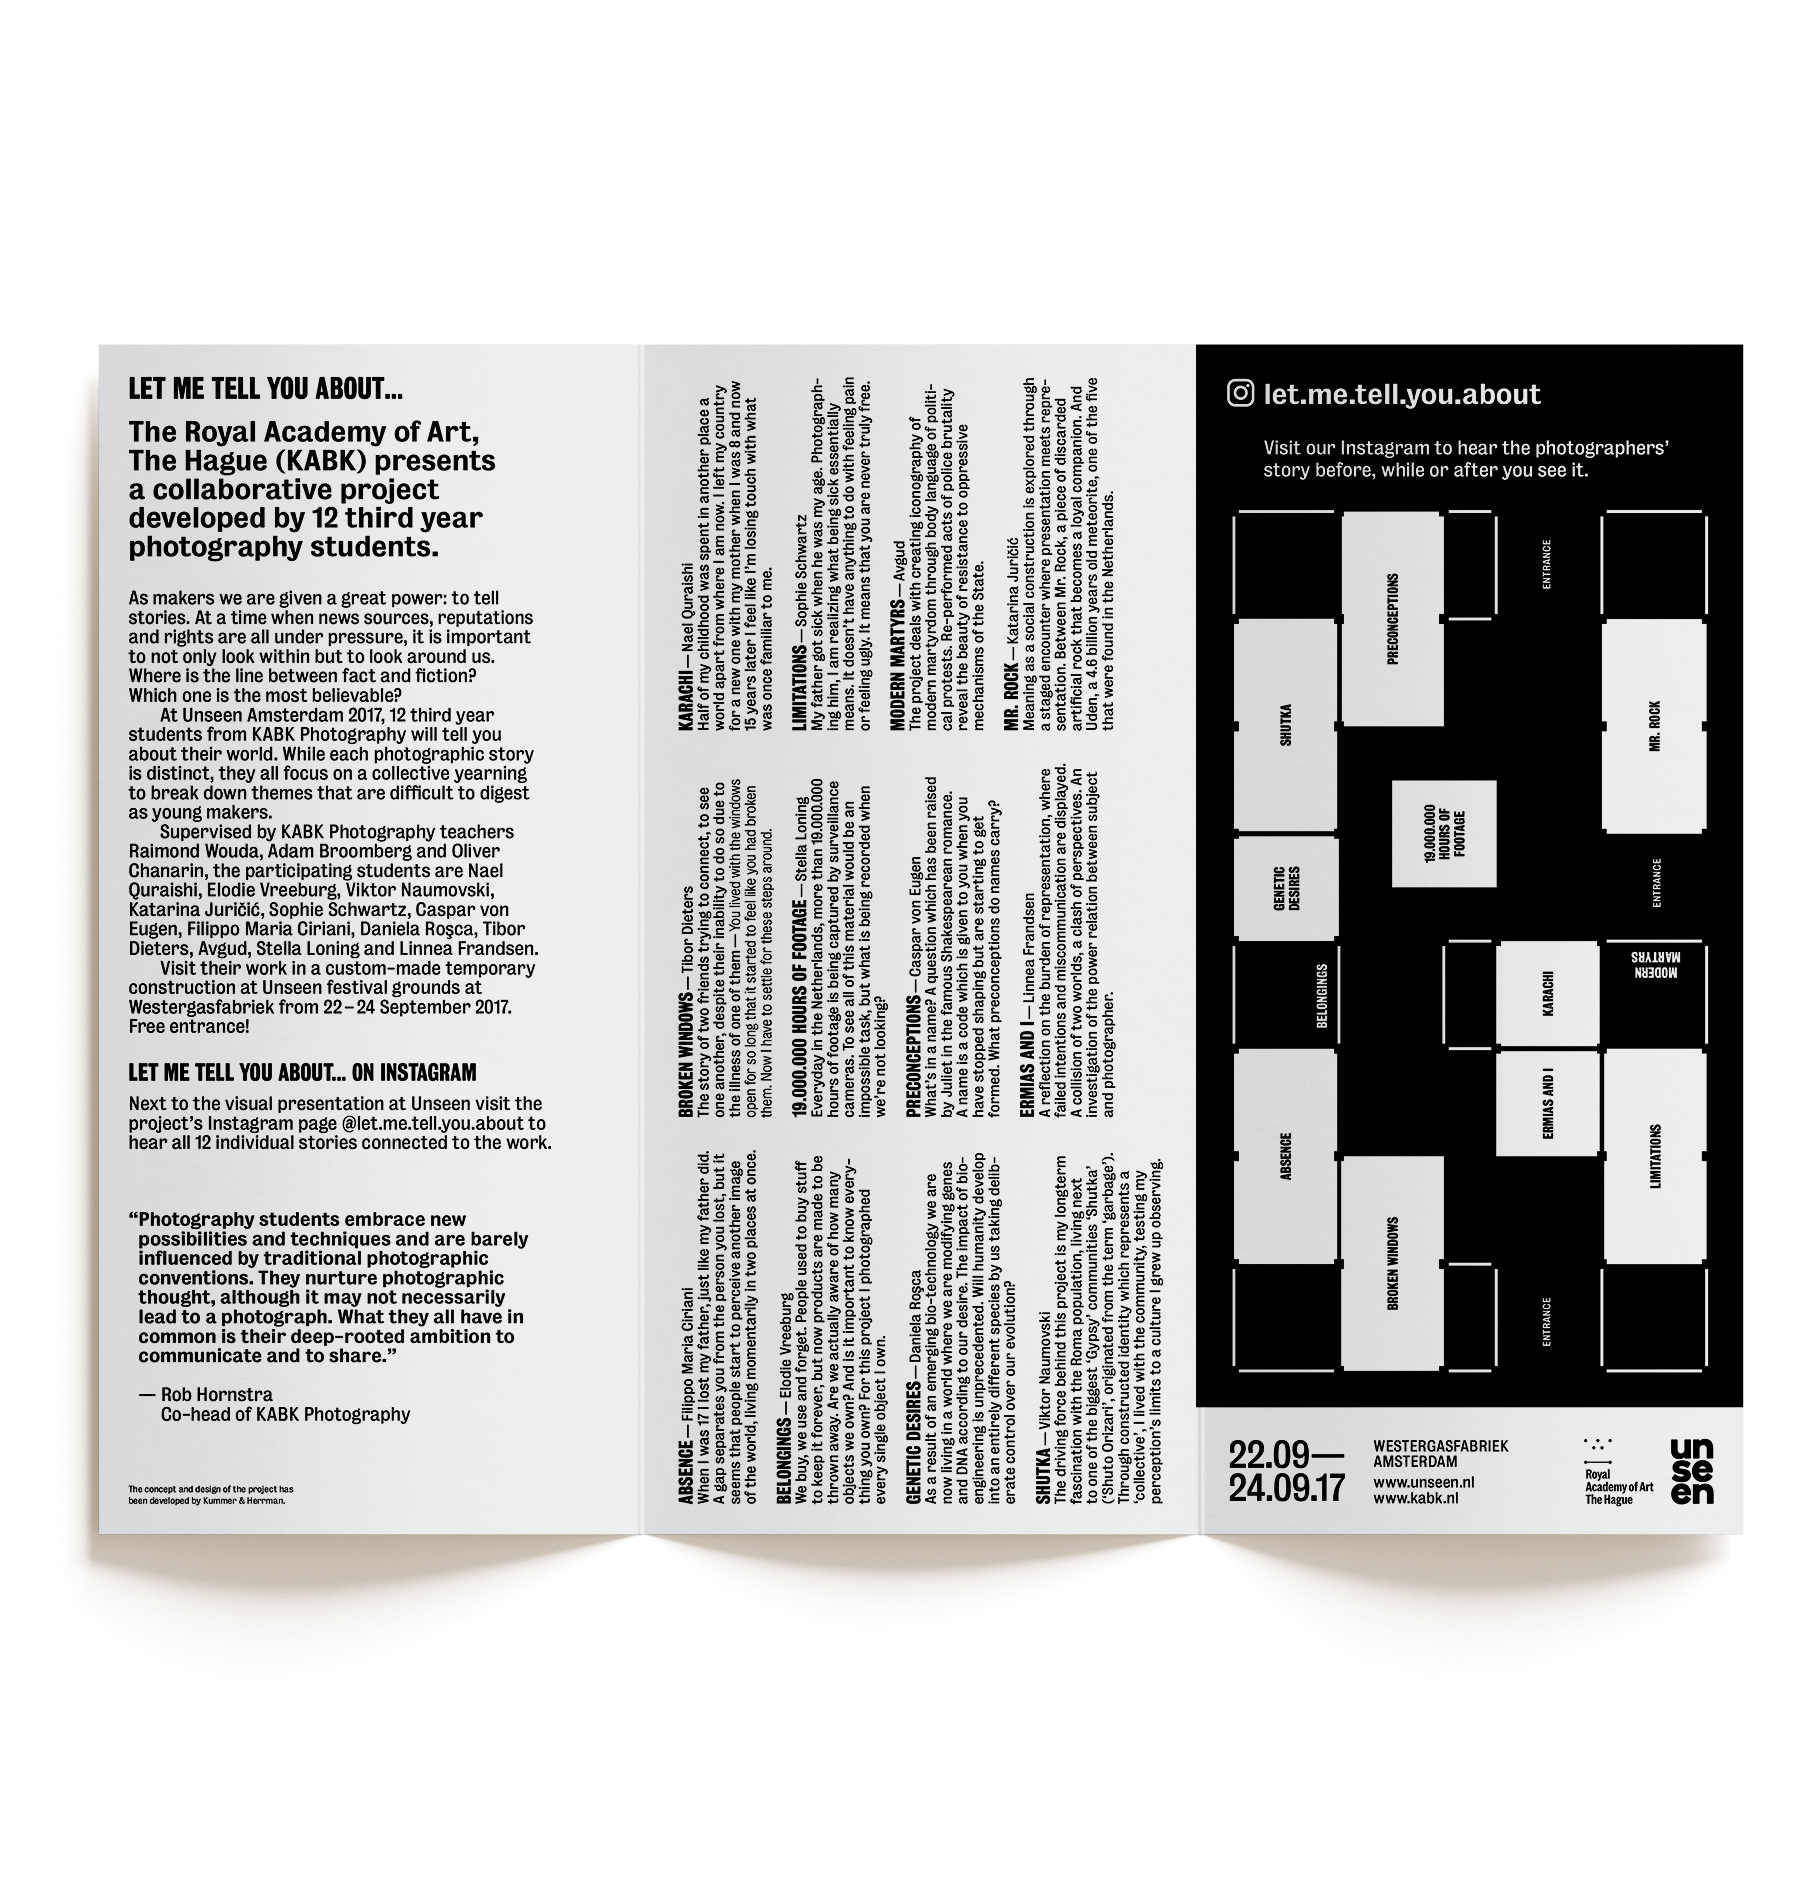 LET ME TELL YOU ABOUT...
The Royal Academy of Art,
The Hague (KABK) presents
a collaborative project
developed by 12 third year
photography students.
As makers we are given a great power: to tell
stories. At a time when news sources, reputations
and rights are all under pressure, it is important
to not only look within but to look around us.
Where is the line between fact and fiction?
Which one is the most believable?
At Unseen Amsterdam 2017, 12 third year
students from KABK Photography will tell you
about their world. While each photographic story
is distinct, they all focus on a collective yearning
to break down themes that are difficult to digest
as young makers.
Supervised by KABK Photography teachers
Raimond Wouda, Adam Broomberg and Oliver
Chanarin, the participating students are Nael
Quraishi, Elodie Vreeburg, Viktor Naumovski,
Katarina Juričić, Sophie Schwartz, Caspar von
Eugen, Filippo Maria Ciriani, Daniela Roşca, Tibor
Dieters, Avgud, Stella Loning and Linnea Frandsen.
Visit their work in a custom-made temporary
construction at Unseen festival grounds at
Westergasfabriek from 22–24 September 2017.
Free entrance!
LET ME TELL YOU ABOUT... ON INSTAGRAM
Next to the visual presentation at Unseen visit the
project's Instagram page @let.me.tell.you.about to
hear all 12 individual stories connected to the work.
“Photography students embrace new
possibilities and techniques and are barely
influenced by traditional photographic
conventions. They nurture photographic
thought, although it may not necessarily
lead to a photograph. What they all have in
common is their deep-rooted ambition to
communicate and to share.”
— Rob Hornstra
Co-head of KABK Photography
The concept and design of the project has
been developed by Kummer & Herrman.
ABSENCE — Filippo Maria Ciriani
When I was 17 I lost my father, just like my father did.
A gap separates you from the person you lost, but it
seems that people start to perceive another image
of the world, living momentarily in two places at once.
BELONGINGS — Elodie Vreeburg
We buy, we use and forget. People used to buy stuff
to keep it forever, but now products are made to be
thrown away. Are we actually aware of how many
objects we own? And is it important to know every-
thing you own? For this project I photographed
every single object I own.
GENETIC DESIRES — Daniela Roşca
As a result of an emerging bio-technology we are
now living in a world where we are modifying genes
and DNA according to our desire. The impact of bio-
engineering is unprecedented. Will humanity develop
into an entirely different species by us taking delib-
erate control over our evolution?
SHUTKA — Viktor Naumovski
The driving force behind this project is my longterm
fascination with the Roma population, living next
to one of the biggest ‘Gypsy’ communities ‘Shutka’
(‘Shuto Orizari’, originated from the term ‘garbage’).
Through constructed identity which represents a
‘collective’, I lived with the community, testing my
perception’s limits to a culture I grew up observing.
BROKEN WINDOWS — Tibor Dieters
The story of two friends trying to connect, to see
one another, despite their inability to do so due to
the illness of one of them — You lived with the windows
open for so long that it started to feel like you had broken
them. Now I have to settle for these steps around.
19.000.000 HOURS OF FOOTAGE — Stella Loning
Everyday in the Netherlands, more than 19.000.000
hours of footage is being captured by surveillance
cameras. To see all of this material would be an
impossible task, but what is being recorded when
we’re not looking?
PRECONCEPTIONS — Caspar von Eugen
What’s in a name? A question which has been raised
by Juliet in the famous Shakespearean romance.
A name is a code which is given to you when you
have stopped shaping but are starting to get
formed. What preconceptions do names carry?
ERMIAS AND I — Linnea Frandsen
A reflection on the burden of representation, where
failed intentions and miscommunication are displayed.
A collision of two worlds, a clash of perspectives. An
investigation of the power relation between subject
and photographer.
KARACHI — Nael Quraishi
Half of my childhood was spent in another place a
world apart from where I am now. I left my country
for a new one with my mother when I was 8 and now
15 years later I feel like I’m losing touch with what
was once familiar to me.
LIMITATIONS — Sophie Schwartz
My father got sick when he was my age. Photograph-
ing him, I am realizing what being sick essentially
means. It doesn’t have anything to do with feeling pain
or feeling ugly. It means that you are never truly free.
MODERN MARTYRS — Avgud
The project deals with creating iconography of
modern martyrdom through body language of politi-
cal protests. Re-performed acts of police brutality
reveal the beauty of resistance to oppressive
mechanisms of the State.
MR. ROCK — Katarina Juričić
Meaning as a social construction is explored through
a staged encounter where presentation meets repre-
sentation. Between Mr. Rock, a piece of discarded
artificial rock that becomes a loyal companion. And
Uden, a 4.6 billion years old meteorite, one of the five
that were found in the Netherlands.
let.me.tell.you.about
Visit our Instagram to hear the photographers’
story before, while or after you see it.
ENTRANCE
PRECONCEPTIONS
SHUTKA
MR. ROCK
19.000.000
HOURS OF
FOOTAGE
GENETIC
DESIRES
ENTRANCE
BELONGINGS
KARACHI
MODERN
MARTYRS
ERMIAS AND I
ABSENCE
LIMITATIONS
BROKEN WINDOWS
ENTRANCE
22.09—
24.09.17
WESTERGASFABRIEK
AMSTERDAM
www.unseen.nl
www.kabk.nl
Royal
Academy of Art
The Hague
un
se
en